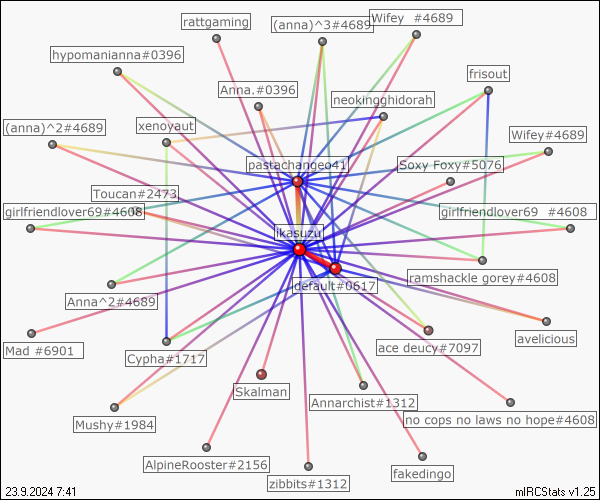 rattgaming
(anna)^3#4689
Wifey #4689
hypomanianna#0396
frisout
Anna.#0396
neokingghidorah
(anna)^2#4689
xenoyaut
Wifey#4689
pastachangeo41
Soxy Foxy#5076
Toucan#2473
girlfriendlover69#4608
girlfriendlover69 #4608
ikasuzu
ramshackle gorey#4608
default#0617
Anna^2#4689
avelicious
Mad #6901
Cypha#1717
ace deucy#7097
Skalman
Annarchist#1312
no cops no laws no hope#4608
Mushy#1984
AlpineRooster#2156
fakedingo
zibbits#1312
23.9.2024 7:41
mIRCStats v1.25